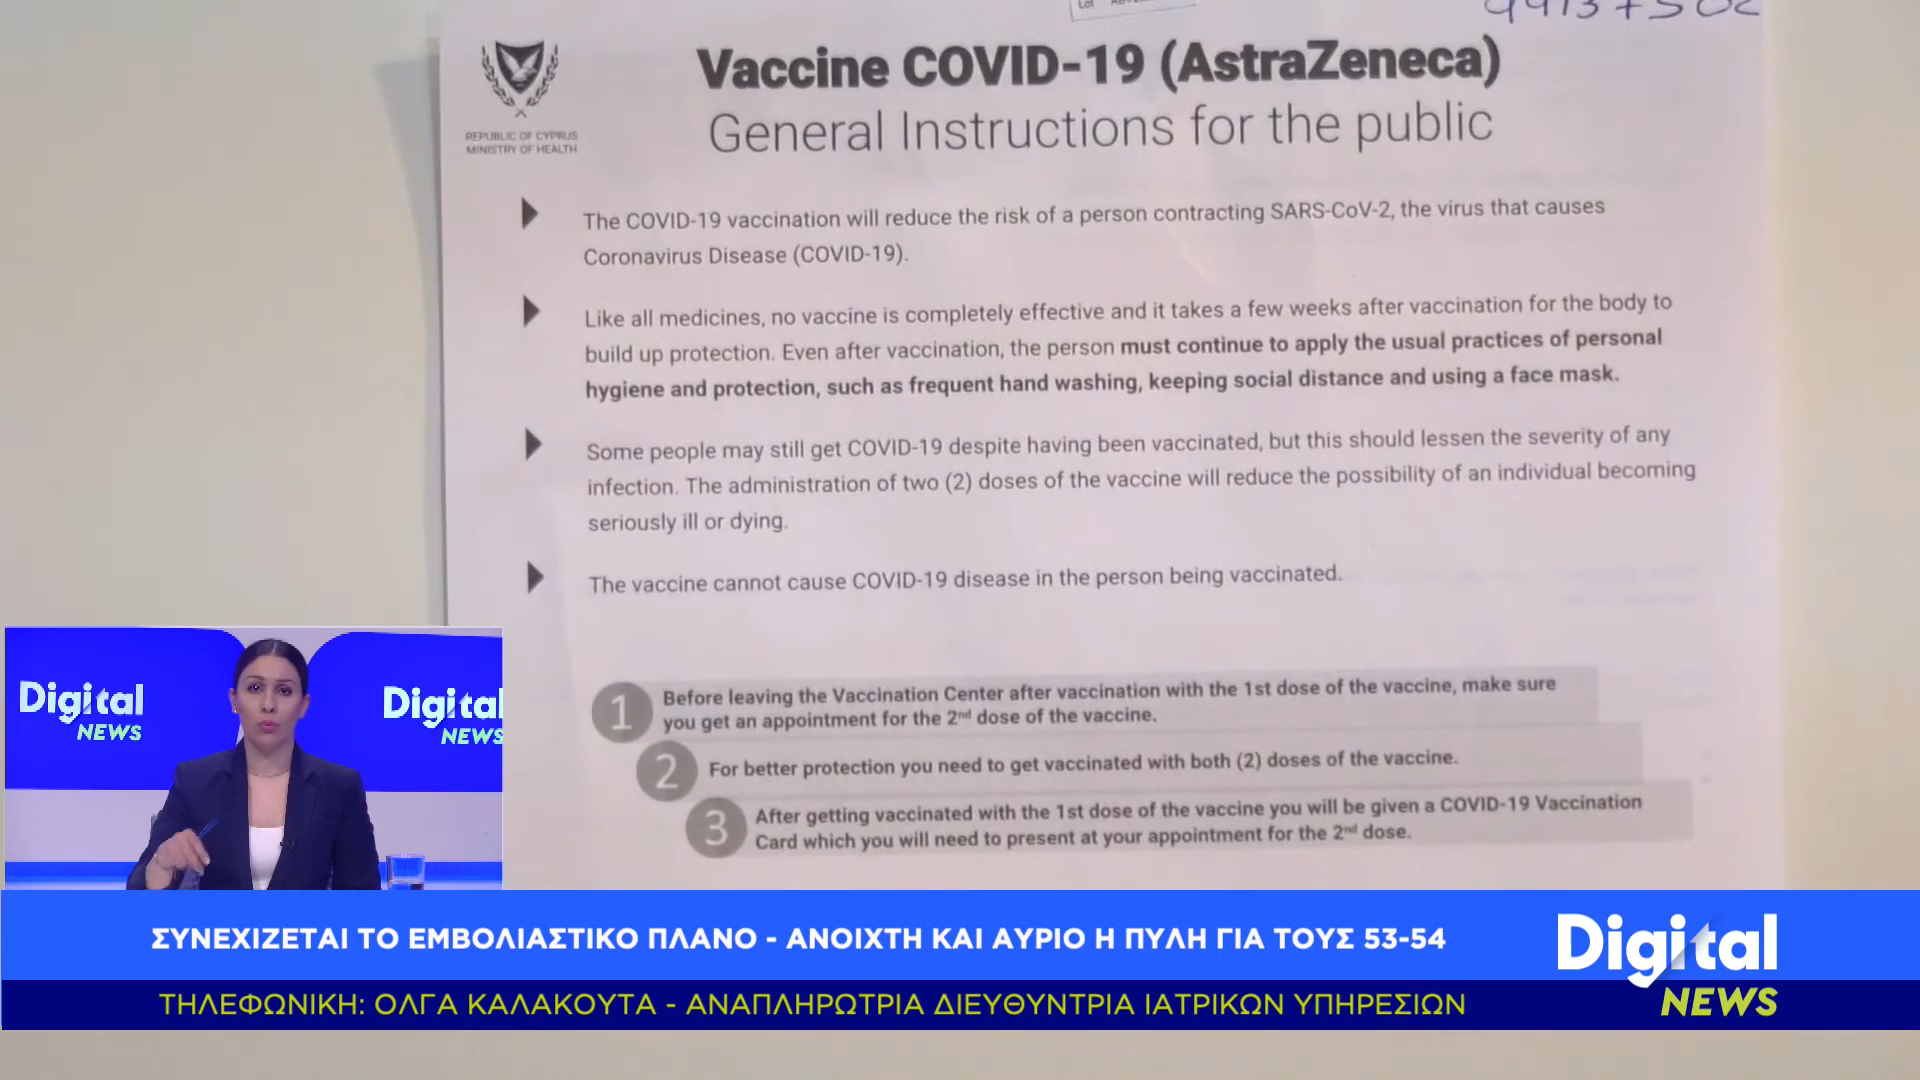 Lot
Vaccine COVID-19 (AstraZeneca)
General Instructions for the public
REPUBLIC OF CYPRUS
MINISTRY OF HEALTH
The COVID-19 vaccination will reduce the risk of a person contracting SARS-CoV-2, the virus that causes
Coronavirus Disease (COVID-19).
Like all medicines, no vaccine is completely effective and it takes a few weeks after vaccination for the body to
build up protection. Even after vaccination, the person must continue to apply the usual practices of personal
hygiene and protection, such as frequent hand washing, keeping social distance and using a face mask.
Some people may still get COVID-19 despite having been vaccinated, but this should lessen the severity of any
infection. The administration of two (2) doses of the vaccine will reduce the possibility of an individual becoming
seriously ill or dying.
The vaccine cannot cause COVID-19 disease in the person being vaccinated.
1 Before leaving the Vaccination Center after vaccination with the 1st dose of the vaccine, make sure
you get an appointment for the 2nd dose of the vaccine.
2 For better protection you need to get vaccinated with both (2) doses of the vaccine.
3 After getting vaccinated with the 1st dose of the vaccine you will be given a COVID-19 Vaccination
Card which you will need to present at your appointment for the 2nd dose.
Digital
NEWS
Digital
NEWS
ΣΥΝΕΧΙΖΕΤΑΙ ΤΟ ΕΜΒΟΛΙΑΣΤΙΚΟ ΠΛΑΝΟ - ΑΝΟΙΧΤΗ ΚΑΙ ΑΥΡΙΟ Η ΠΥΛΗ ΓΙΑ ΤΟΥΣ 53-54
ΤΗΛΕΦΩΝΙΚΗ: ΟΛΓΑ ΚΑΛΑΚΟΥΤΑ - ΑΝΑΠΛΗΡΩΤΡΙΑ ΔΙΕΥΘΥΝΤΡΙΑ ΙΑΤΡΙΚΩΝ ΥΠΗΡΕΣΙΩΝ
Digital
NEWS